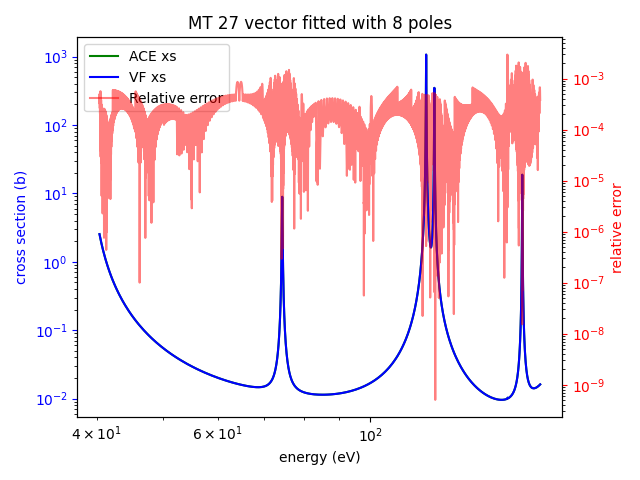 MT 27 vector fitted with 8 poles
ACE xs
VF xs
Relative error
10³
10²
10¹
10⁰
10⁻¹
10⁻²
cross section (b)
10⁻³
10⁻⁴
10⁻⁵
10⁻⁶
10⁻⁷
10⁻⁸
10⁻⁹
relative error
4 × 10¹
6 × 10¹
10²
energy (eV)